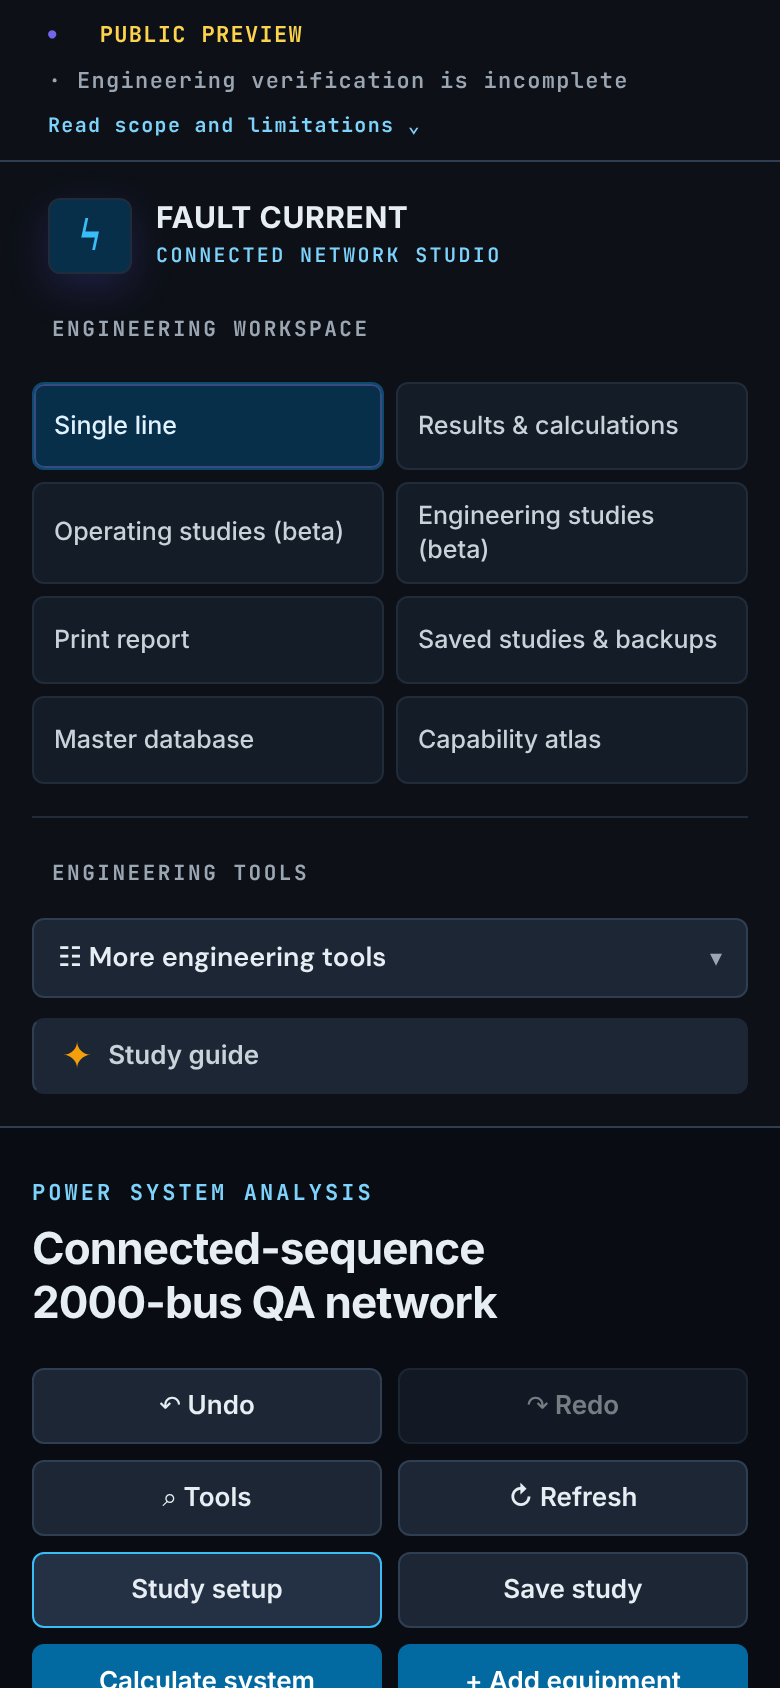 PUBLIC PREVIEW
· Engineering verification is incomplete
Read scope and limitations ⌄
FAULT CURRENT
CONNECTED NETWORK STUDIO
ENGINEERING WORKSPACE
Single line
Results & calculations
Operating studies (beta)
Engineering studies
(beta)
Print report
Saved studies & backups
Master database
Capability atlas
ENGINEERING TOOLS
☷ More engineering tools ▾
✦ Study guide
POWER SYSTEM ANALYSIS
Connected-sequence
2000-bus QA network
↶ Undo
↷ Redo
⌕ Tools
↻ Refresh
Study setup
Save study
Calculate system
+ Add equipment